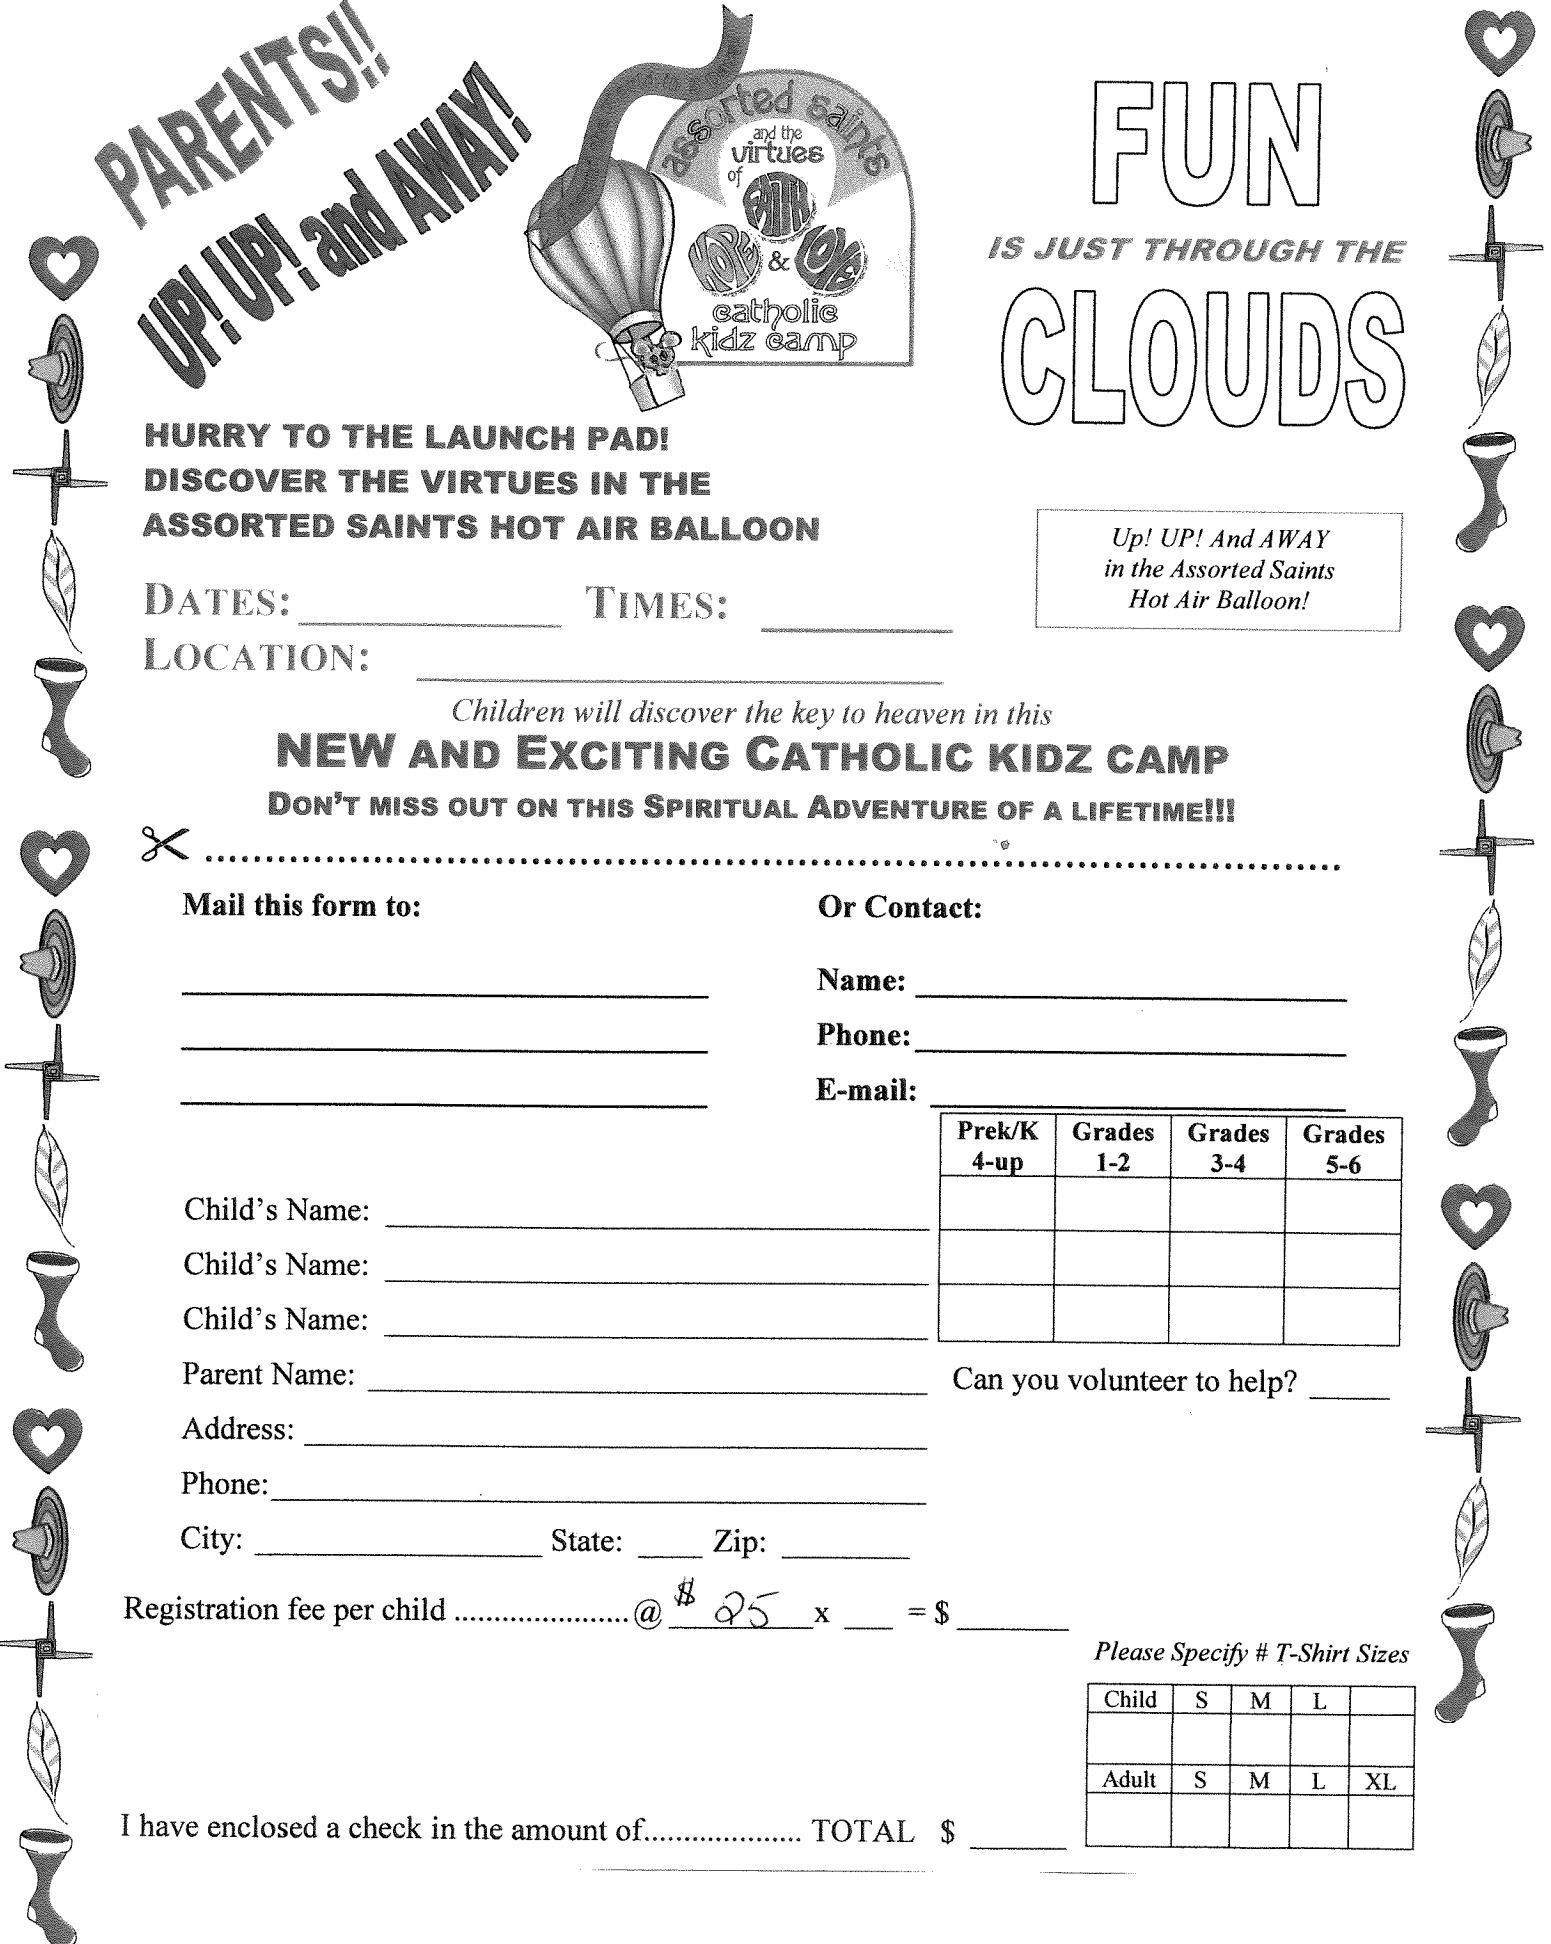 PARENTS!!
UP! UP! and AWAY!
assorted saints
and the
virtues
of
FAITH
HOPE
&
LOVE
catholic
kidz camp
FUN
IS JUST THROUGH THE
CLOUDS
HURRY TO THE LAUNCH PAD!
DISCOVER THE VIRTUES IN THE
ASSORTED SAINTS HOT AIR BALLOON
Up! UP! And AWAY
in the Assorted Saints
Hot Air Balloon!
DATES: TIMES:
LOCATION:
Children will discover the key to heaven in this
NEW AND EXCITING CATHOLIC KIDZ CAMP
DON'T MISS OUT ON THIS SPIRITUAL ADVENTURE OF A LIFETIME!!!
Mail this form to: Or Contact:
Name:
Phone:
E-mail:
Prek/K Grades Grades Grades
4-up 1-2 3-4 5-6
Child's Name:
Child's Name:
Child's Name:
Parent Name: Can you volunteer to help?
Address:
Phone:
City: State: Zip:
Registration fee per child ...................... @ $ 25 x = $
Please Specify # T-Shirt Sizes
Child S M L
Adult S M L XL
I have enclosed a check in the amount of.................... TOTAL $